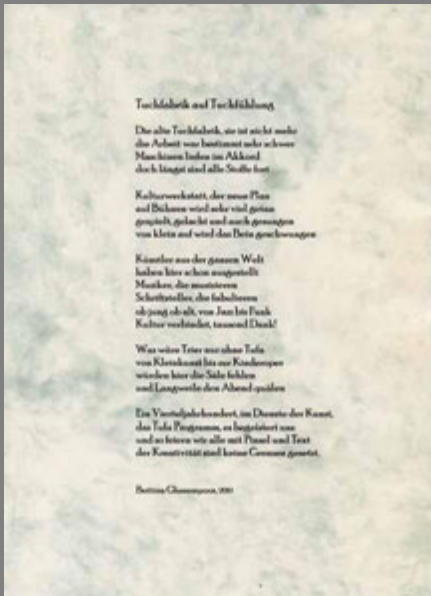 Tuchfabrik auf Tuchfühlung
Die alte Tuchfabrik, sie ist nicht mehr
die Arbeit war bestimmt sehr schwer
Maschinen liefen im Akkord
doch längst sind alle Stoffe fort
Kulturwerkstatt, der neue Plan
auf Bühnen wird sehr viel getan
gespielt, gelacht und auch gesungen
von klein auf wird das Bein geschwungen
Künstler aus der ganzen Welt
haben hier schon ausgestellt
Musiker, die musizieren
Schriftsteller, die fabulieren
ob jung ob alt, von Jazz bis Funk
Kultur verbindet, tausend Dank!
Was wäre Trier nur ohne Tufa
von Kleinkunst bis zur Kinderoper
würden hier die Säle fehlen
und Langweile den Abend quälen
Ein Vierteljahrhundert, im Dienste der Kunst,
das Tufa Programm, es begeistert uns
und so feiern wir alle mit Pinsel und Text
der Kreativität sind keine Grenzen gesetzt.
Bettina